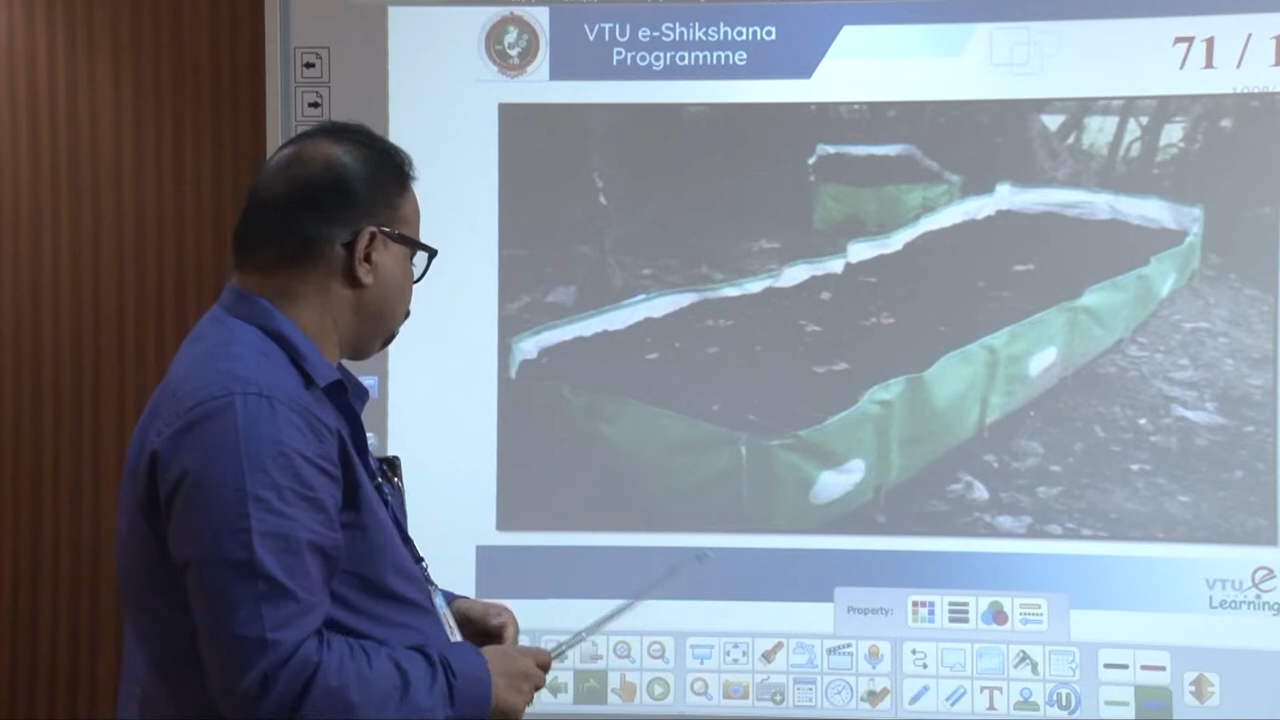 VTU e-Shikshana
Programme
71 / 1
VTU e
Learning
Property: